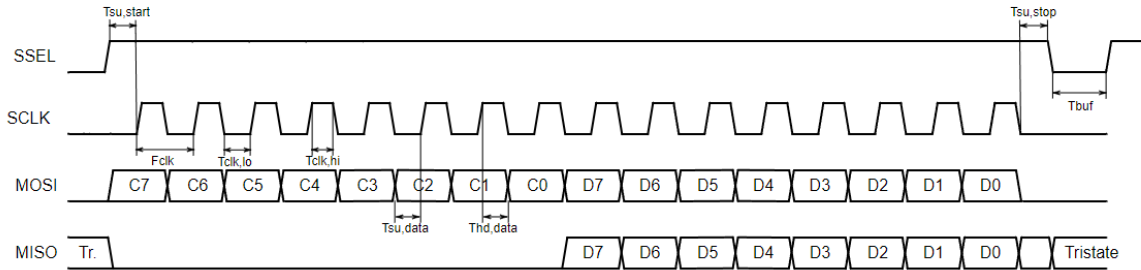 Tsu,start Tsu,stop
SSEL
Tbuf
SCLK
Fclk Tclk,lo Tclk,hi
MOSI C7 C6 C5 C4 C3 C2 C1 C0 D7 D6 D5 D4 D3 D2 D1 D0
Tsu,data Thd,data
MISO Tr. D7 D6 D5 D4 D3 D2 D1 D0 Tristate